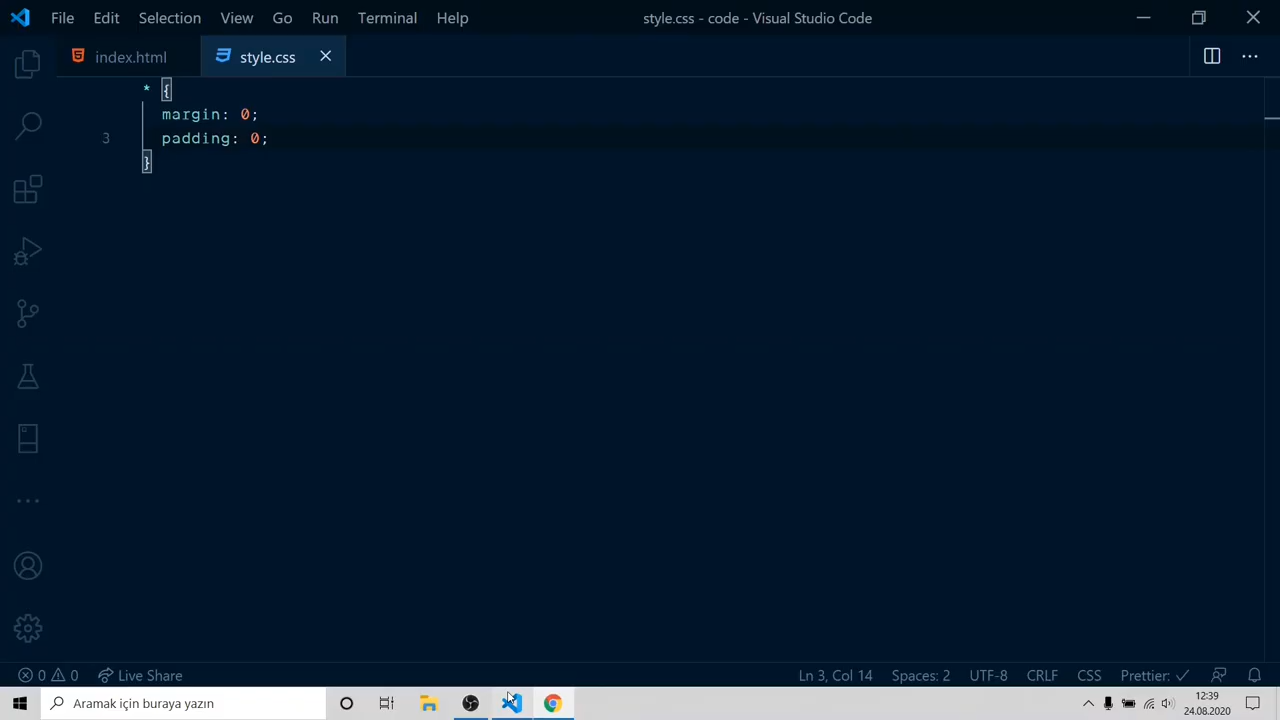 File Edit Selection View Go Run Terminal Help style.css - code - Visual Studio Code
index.html style.css
* {
margin: 0;
3 padding: 0;
}
0 0 Live Share Ln 3, Col 14 Spaces: 2 UTF-8 CRLF CSS Prettier: ✓
Aramak için buraya yazın 12:39
24.08.2020